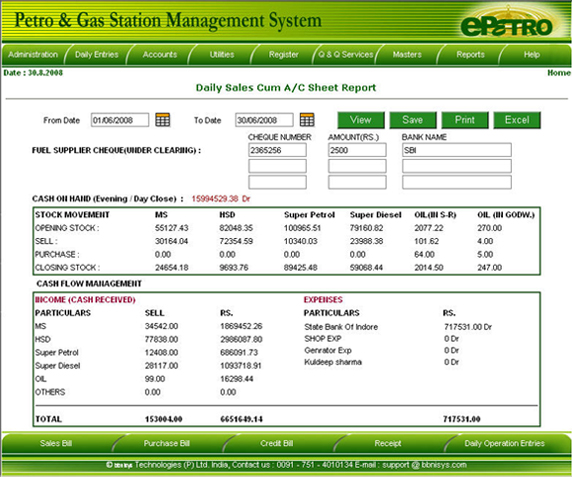 Petro & Gas Station Management System
ePETRO
Administration Daily Entries Accounts Utilities Register Q & Q Services Masters Reports Help
Date : 30.8.2008 Home
Daily Sales Cum A/C Sheet Report
From Date 01/06/2008 To Date 30/06/2008 View Save Print Excel
CHEQUE NUMBER AMOUNT(RS.) BANK NAME
FUEL SUPPLIER CHEQUE(UNDER CLEARING) : 2365256 2500 SBI
CASH ON HAND (Evening / Day Close) : 15994529.38 Dr
STOCK MOVEMENT MS HSD Super Petrol Super Diesel OIL(IN S-R) OIL (IN GODW.)
OPENING STOCK : 55127.43 82048.35 100965.51 79160.82 2077.22 270.00
SELL : 30164.04 72354.59 10340.03 23988.38 101.62 4.00
PURCHASE : 0.00 0.00 0.00 0.00 64.00 5.00
CLOSING STOCK : 24654.18 9693.76 89425.48 59068.44 2014.50 247.00
CASH FLOW MANAGEMENT
INCOME (CASH RECEIVED) EXPENSES
PARTICULARS SELL RS. PARTICULARS RS.
MS 34542.00 1869452.26 State Bank Of Indore 717531.00 Dr
HSD 77838.00 2986087.80 SHOP EXP 0 Dr
Super Petrol 12408.00 686091.73 Genrator Exp 0 Dr
Super Diesel 28117.00 1093718.91 Kuldeep sharma 0 Dr
OIL 99.00 16298.44
OTHERS 0.00 0.00
TOTAL 153004.00 6651649.14 717531.00
Sales Bill Purchase Bill Credit Bill Receipt Daily Operation Entries
© bbnisys Technologies (P) Ltd. India, Contact us : 0091 - 751 - 4010134 E-mail : support @ bbnisys.com